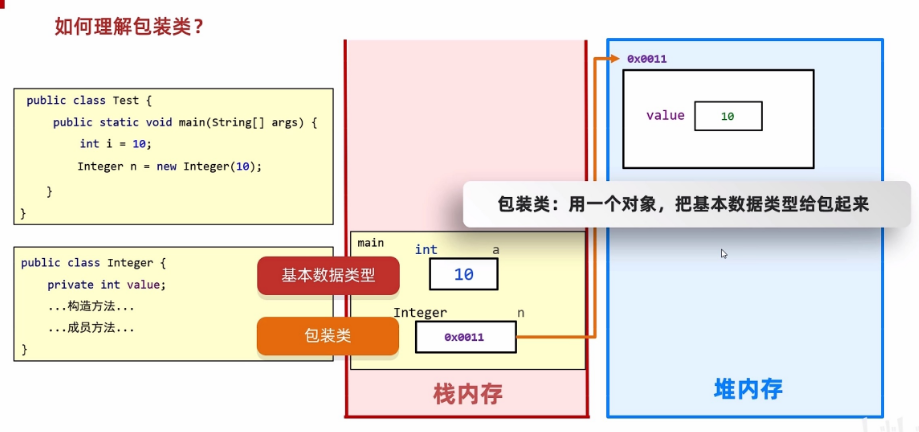 如何理解包装类？
public class Test {
public static void main(String[] args) {
int i = 10;
Integer n = new Integer(10);
}
}
public class Integer {
private int value;
...构造方法...
...成员方法...
}
基本数据类型
包装类
main
int a
10
Integer n
0x0011
栈内存
0x0011
value 10
包装类：用一个对象，把基本数据类型给包起来
堆内存